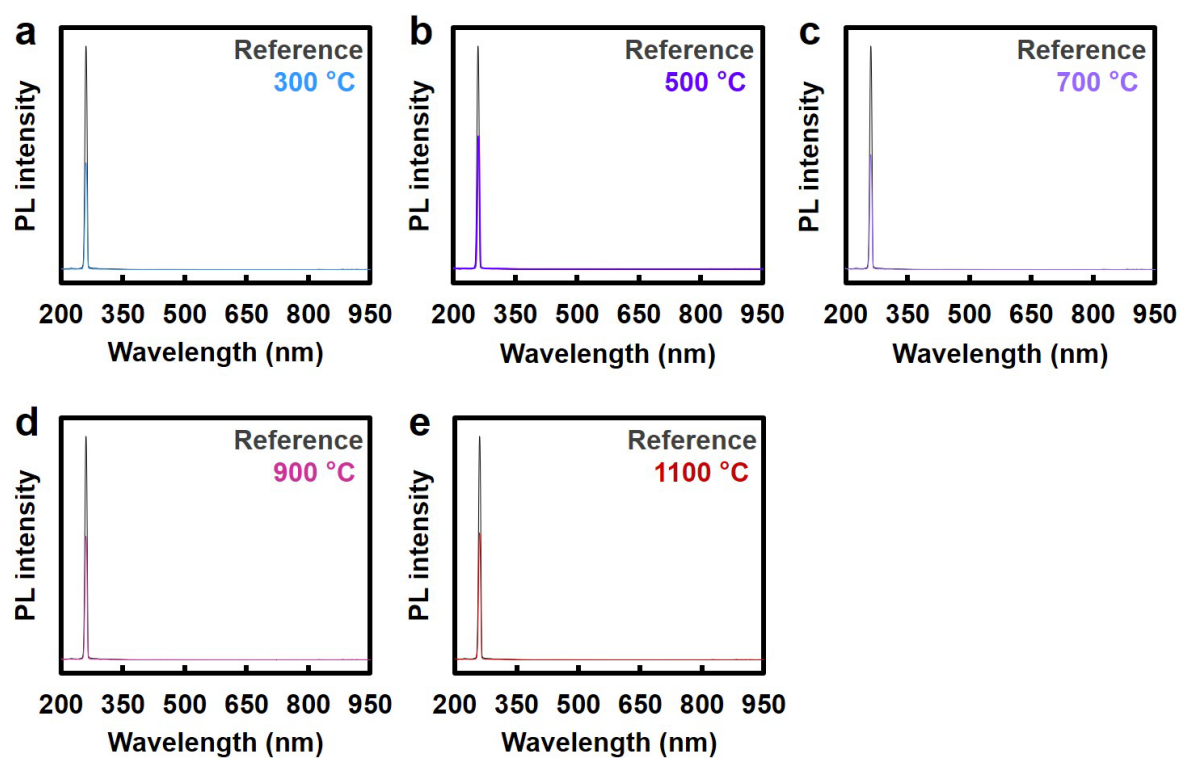 a
Reference
300 °C
PL intensity
200 350 500 650 800 950
Wavelength (nm)
b
Reference
500 °C
PL intensity
200 350 500 650 800 950
Wavelength (nm)
c
Reference
700 °C
PL intensity
200 350 500 650 800 950
Wavelength (nm)
d
Reference
900 °C
PL intensity
200 350 500 650 800 950
Wavelength (nm)
e
Reference
1100 °C
PL intensity
200 350 500 650 800 950
Wavelength (nm)